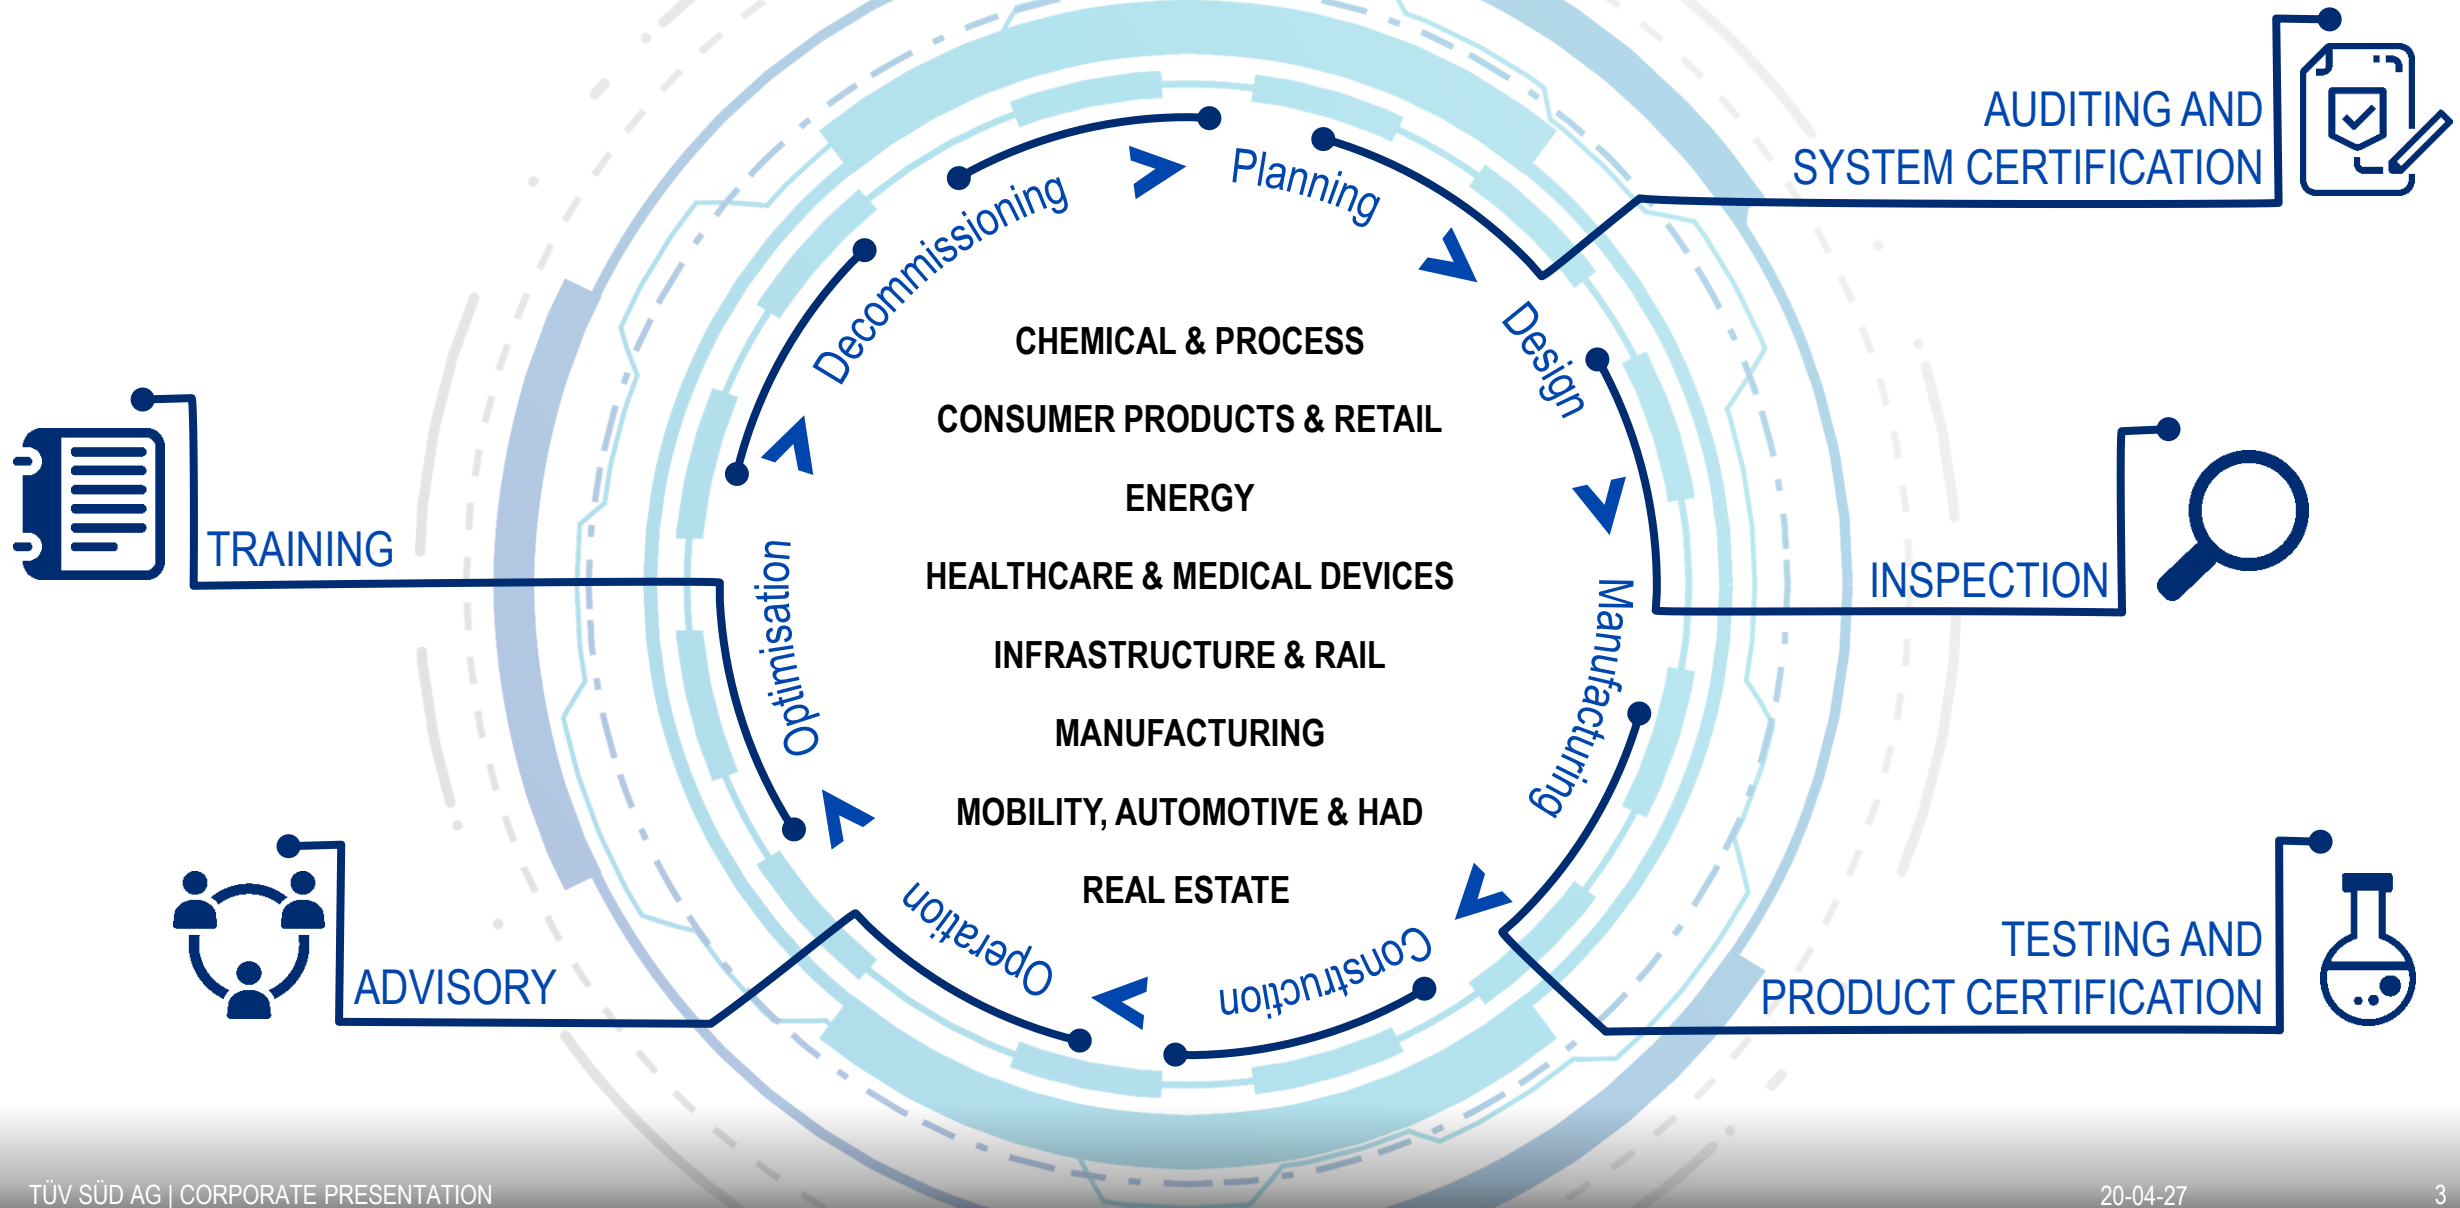 AUDITING AND
SYSTEM CERTIFICATION
Planning
Decommissioning
Design
CHEMICAL & PROCESS
CONSUMER PRODUCTS & RETAIL
ENERGY
HEALTHCARE & MEDICAL DEVICES
INFRASTRUCTURE & RAIL
MANUFACTURING
MOBILITY, AUTOMOTIVE & HAD
REAL ESTATE
TRAINING
INSPECTION
Optimisation
Manufacturing
Operation
Construction
ADVISORY
TESTING AND
PRODUCT CERTIFICATION
TÜV SÜD AG | CORPORATE PRESENTATION
20-04-27
3